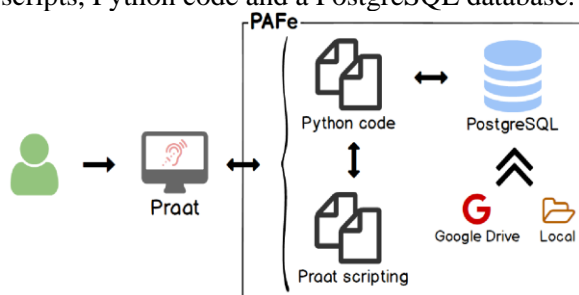 scripts, Python code and a PostgreSQL database.
PAFe
Python code
PostgreSQL
Praat
Google Drive
Local
Praat scripting